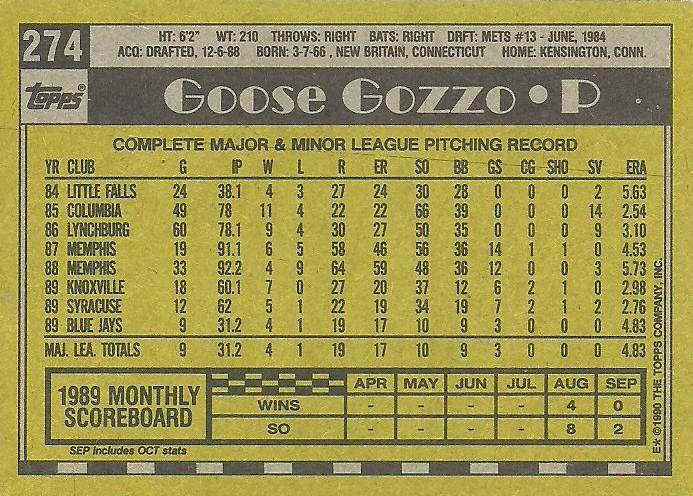 274
HT: 6'2" WT: 210 THROWS: RIGHT BATS: RIGHT DRFT: METS #13 - JUNE, 1984
ACQ: DRAFTED, 12-6-88 BORN: 3-7-66, NEW BRITAIN, CONNECTICUT HOME: KENSINGTON, CONN.
TOPPS®
GOOSE GOZZO • P
COMPLETE MAJOR & MINOR LEAGUE PITCHING RECORD
YR CLUB G IP W L R ER SO BB GS CG SHO SV ERA
84 LITTLE FALLS 24 38.1 4 3 27 24 30 28 0 0 0 2 5.63
85 COLUMBIA 49 78 11 4 22 22 66 39 0 0 0 14 2.54
86 LYNCHBURG 60 78.1 9 4 30 27 50 35 0 0 0 9 3.10
87 MEMPHIS 19 91.1 6 5 58 46 56 36 14 1 1 0 4.53
88 MEMPHIS 33 92.2 4 9 64 59 48 36 12 0 0 3 5.73
89 KNOXVILLE 18 60.1 7 0 27 20 37 12 6 2 1 0 2.98
89 SYRACUSE 12 62 5 1 22 19 34 19 7 2 1 2 2.76
89 BLUE JAYS 9 31.2 4 1 19 17 10 9 3 0 0 0 4.83
MAJ. LEA. TOTALS 9 31.2 4 1 19 17 10 9 3 0 0 0 4.83
1989 MONTHLY SCOREBOARD
APR MAY JUN JUL AUG SEP
WINS - - - - 4 0
SO - - - - 8 2
SEP includes OCT stats
E* ©1990 THE TOPPS COMPANY, INC.